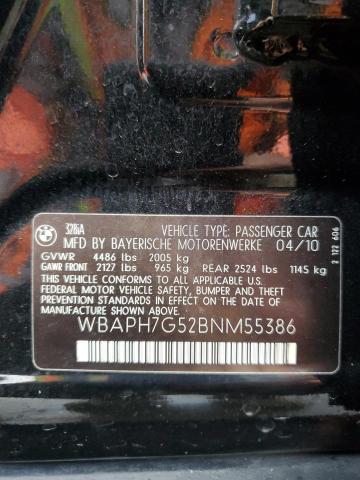 328iA VEHICLE TYPE: PASSENGER CAR
MFD BY BAYERISCHE MOTORENWERKE 04/10
GVWR 4486 lbs 2005 kg
GAWR FRONT 2127 lbs 965 kg REAR 2524 lbs 1145 kg
THIS VEHICLE CONFORMS TO ALL APPLICABLE U.S.
FEDERAL MOTOR VEHICLE SAFETY, BUMPER AND THEFT
PREVENTION STANDARDS IN EFFECT ON THE DATE OF
MANUFACTURE SHOWN ABOVE.
WBAPH7G52BNM55386